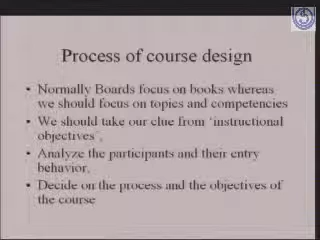 Process of course design
• Normally Boards focus on books whereas
we should focus on topics and competencies
• We should take our clue from 'instructional
objectives',
• Analyze the participants and their entry
behavior,
• Decide on the process and the objectives of
the course